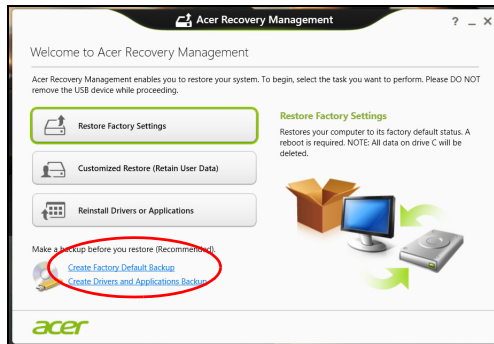 Acer Recovery Management
? _ X
Welcome to Acer Recovery Management
Acer Recovery Management enables you to restore your system. To begin, select the task you want to perform. Please DO NOT
remove the USB device while proceeding.
Restore Factory Settings
Customized Restore (Retain User Data)
Reinstall Drivers or Applications
Restore Factory Settings
Restores your computer to its factory default status. A
reboot is required. NOTE: All data on drive C will be
deleted.
Make a backup before you restore (Recommended).
Create Factory Default Backup
Create Drivers and Applications Backup
acer